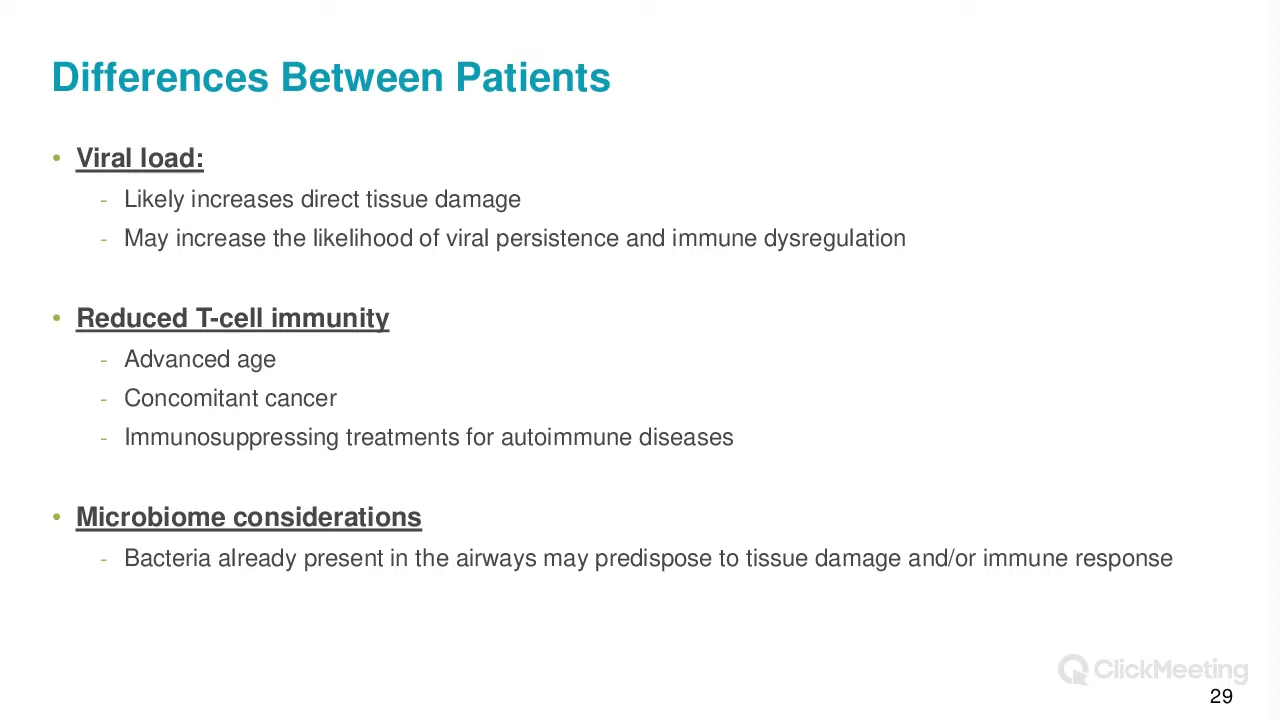 Differences Between Patients
• Viral load:
- Likely increases direct tissue damage
- May increase the likelihood of viral persistence and immune dysregulation
• Reduced T-cell immunity
- Advanced age
- Concomitant cancer
- Immunosuppressing treatments for autoimmune diseases
• Microbiome considerations
- Bacteria already present in the airways may predispose to tissue damage and/or immune response
ClickMeeting
29